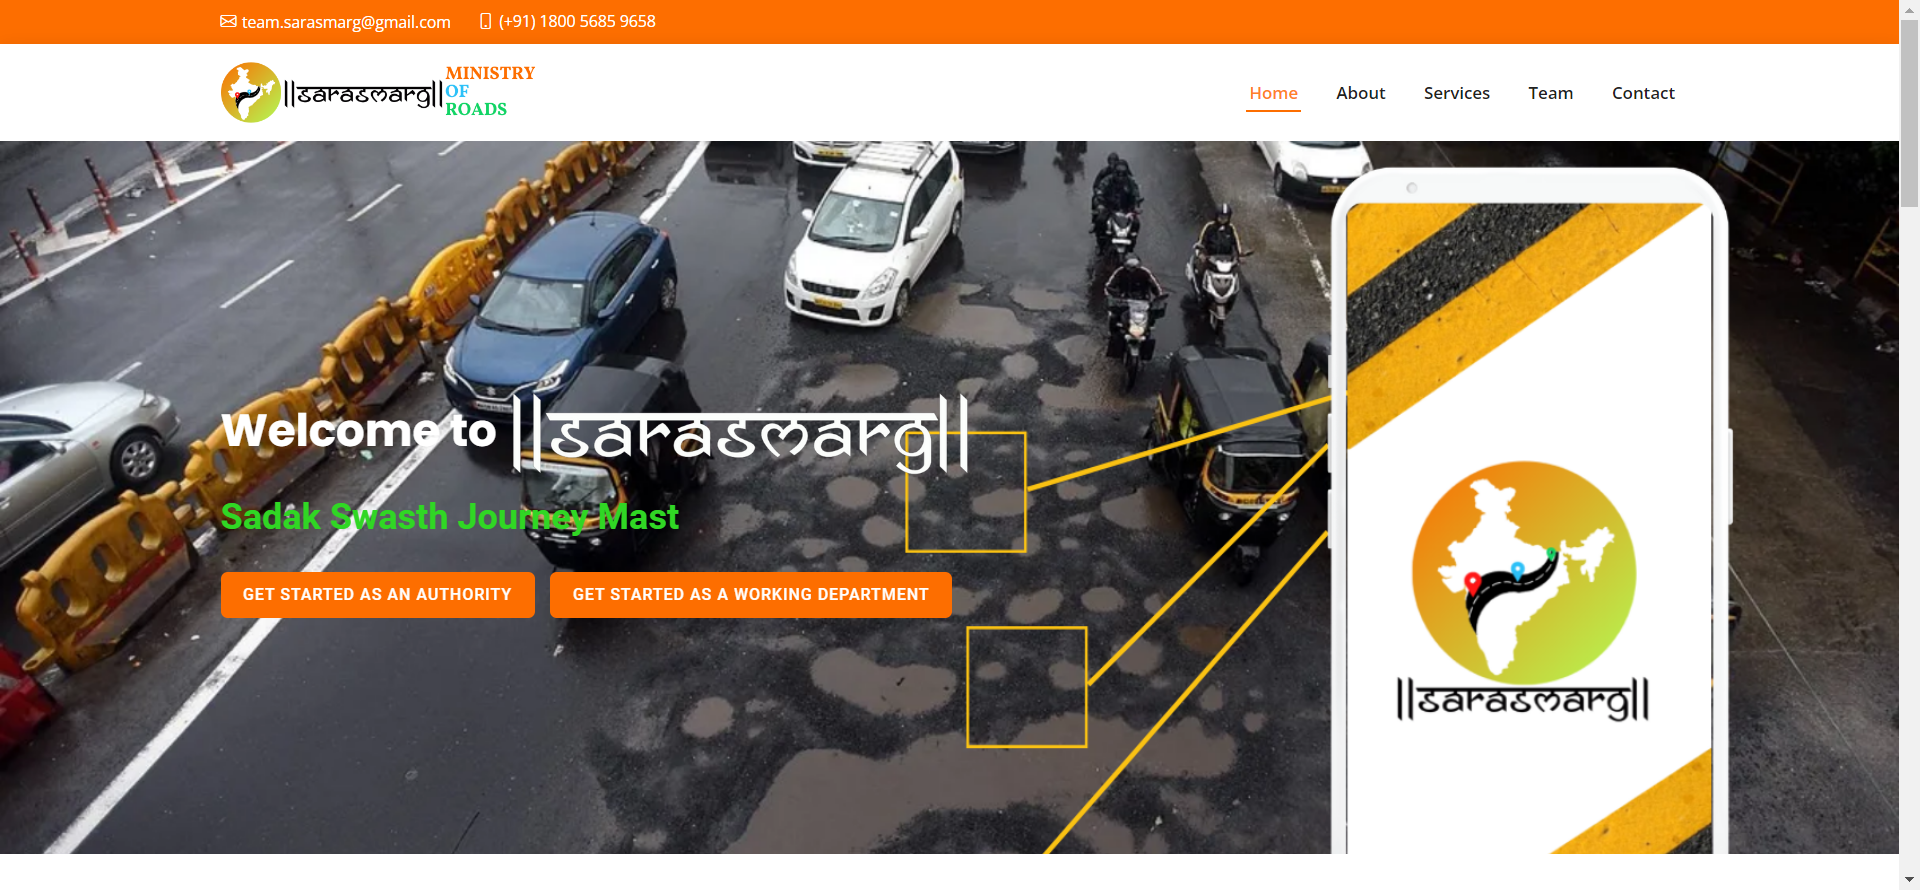 team.sarasmarg@gmail.com (+91) 1800 5685 9658
||sarasmarg||
MINISTRY
OF
ROADS
Home About Services Team Contact
Welcome to ||sarasmarg||
Sadak Swasth Journey Mast
GET STARTED AS AN AUTHORITY GET STARTED AS A WORKING DEPARTMENT
||sarasmarg||